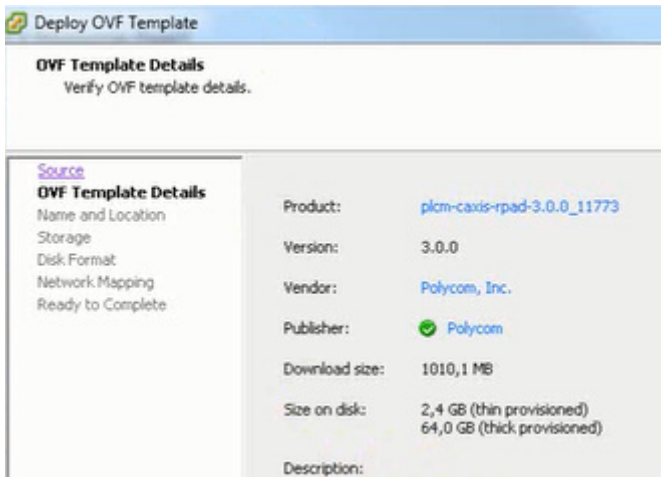 Deploy OVF Template
OVF Template Details
Verify OVF template details.
Source
OVF Template Details
Name and Location
Storage
Disk Format
Network Mapping
Ready to Complete
Product: plcm-caxis-rpad-3.0.0_11773
Version: 3.0.0
Vendor: Polycom, Inc.
Publisher: Polycom
Download size: 1010,1 MB
Size on disk: 2,4 GB (thin provisioned)
64,0 GB (thick provisioned)
Description: